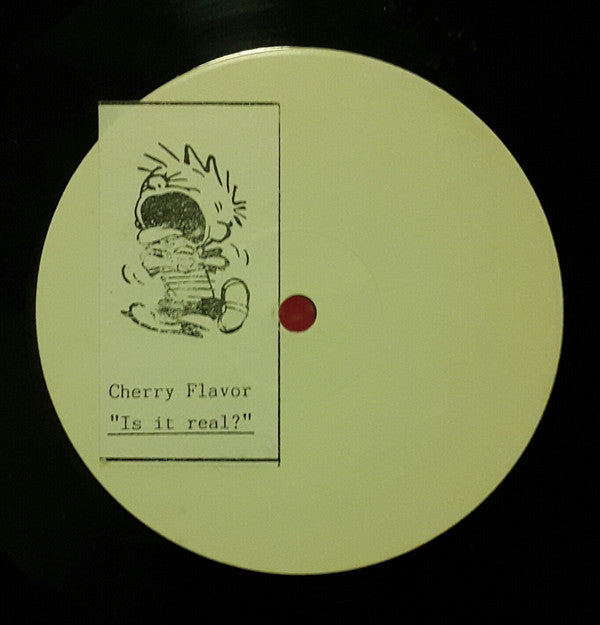 Cherry Flavor
"Is it real?"